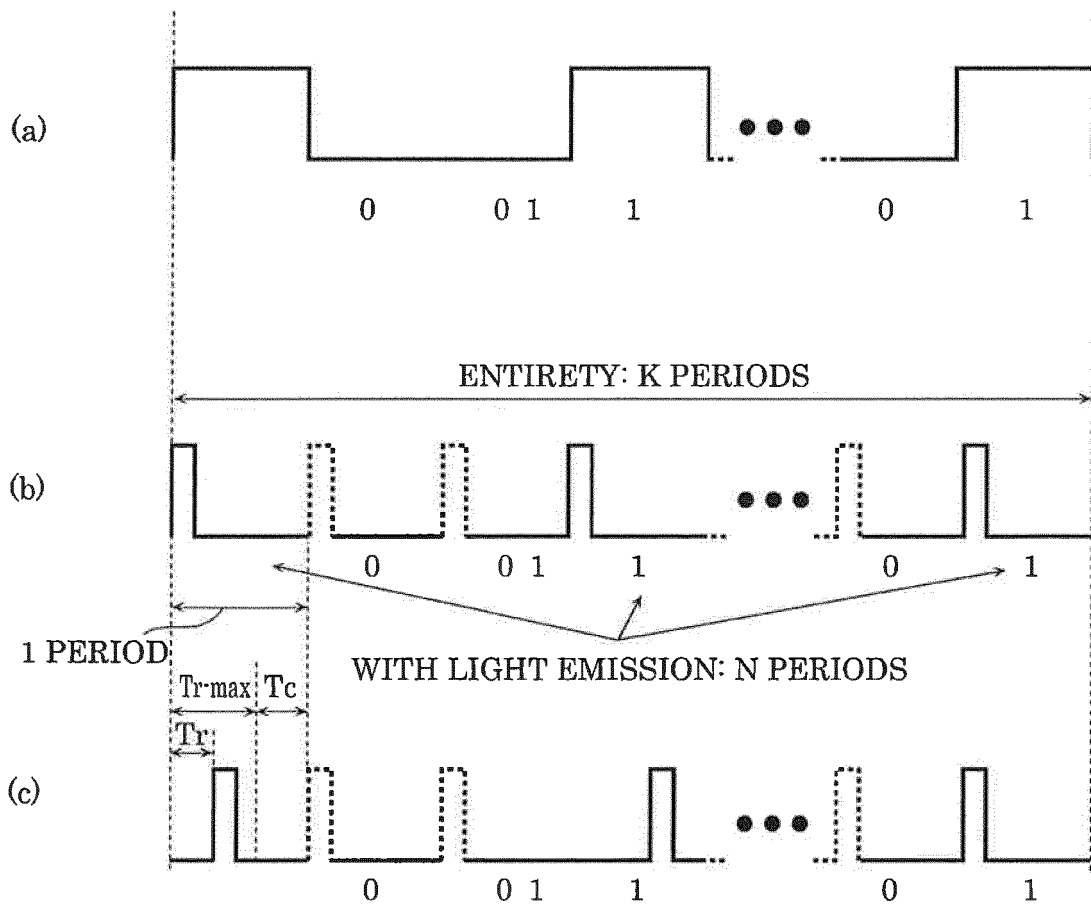 (a)
0 0 1 1 0 1
ENTIRETY: K PERIODS
(b)
0 0 1 1 0 1
1 PERIOD
WITH LIGHT EMISSION: N PERIODS
Tr-max Tc
Tr
(c)
0 0 1 1 0 1